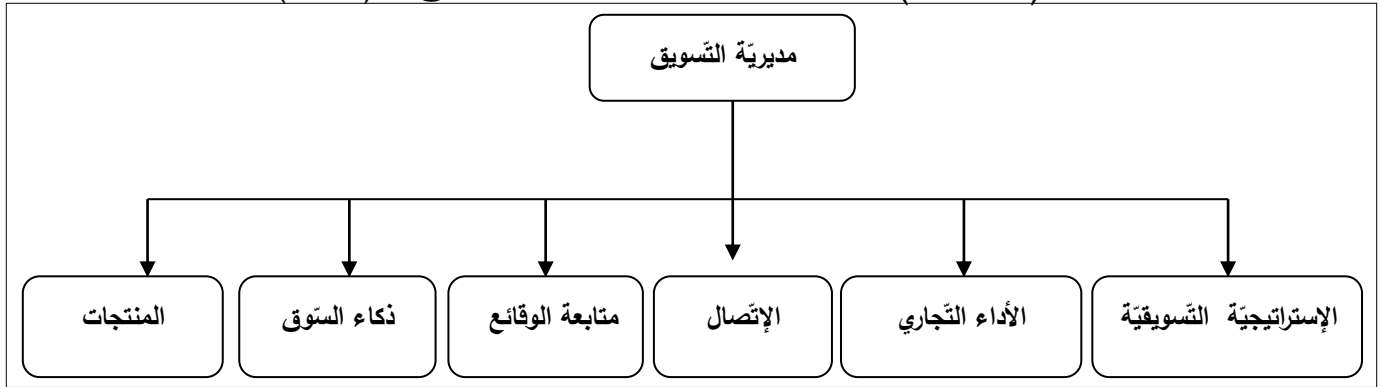 مديريّة التّسويق
الإستراتيجيّة التّسويقيّة
الأداء التّجاري
الإتّصال
متابعة الوقائع
ذكاء السّوق
المنتجات